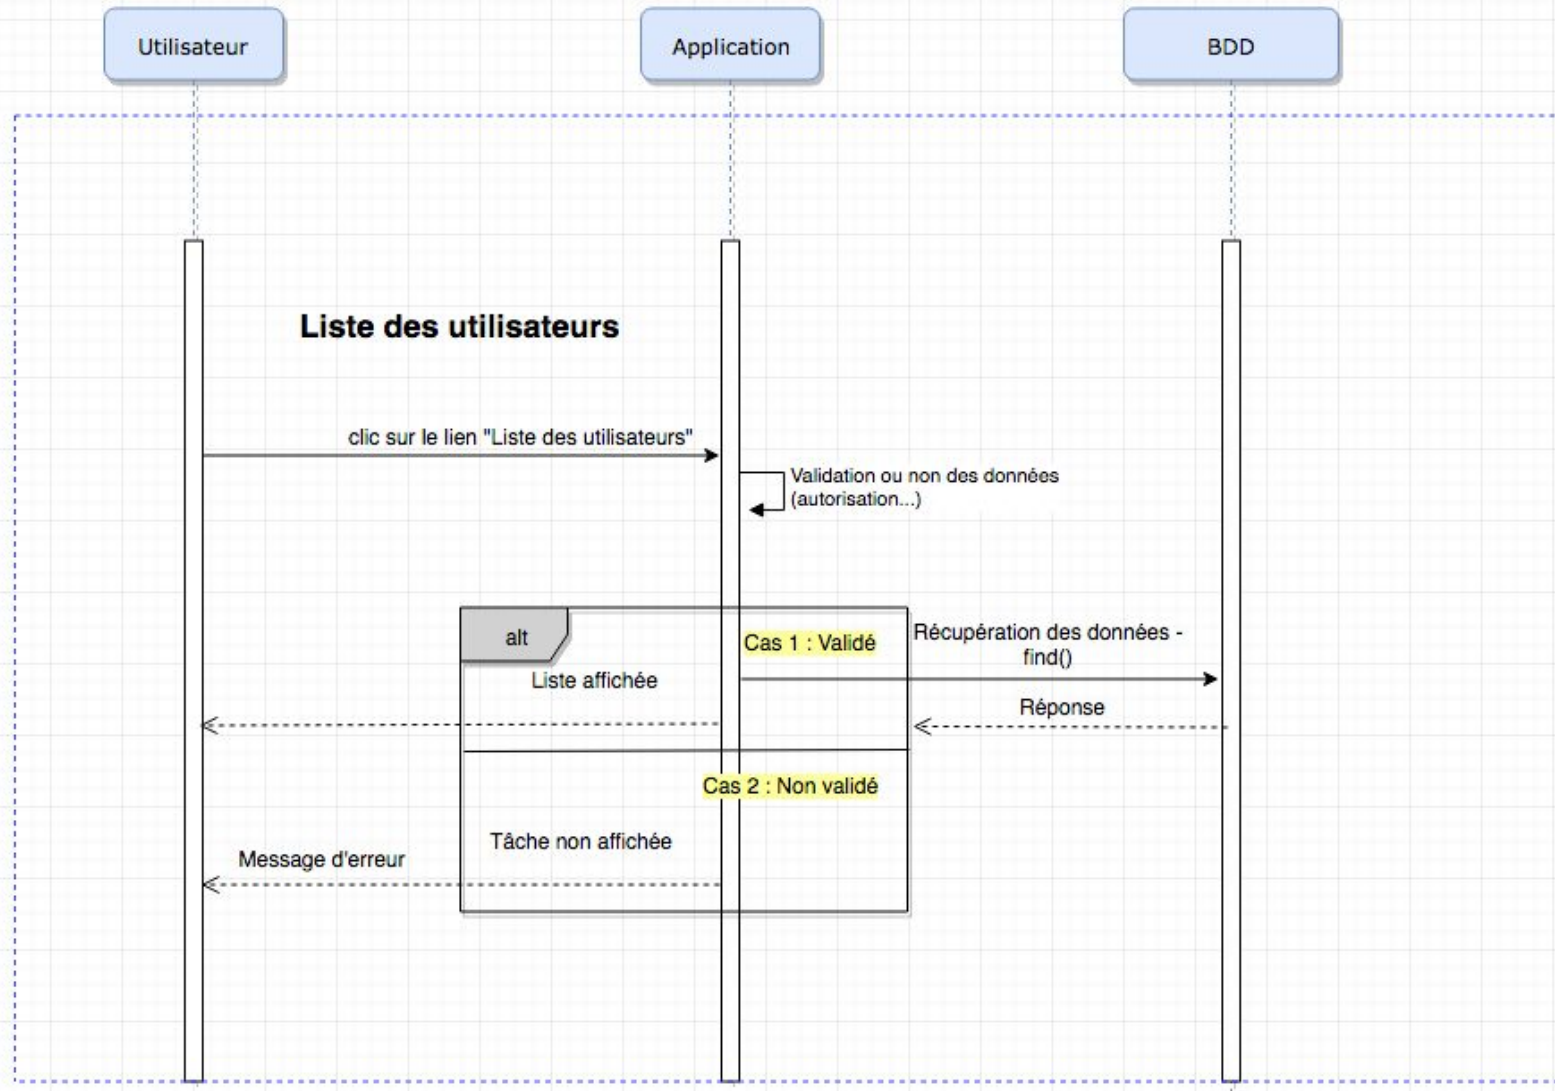 Utilisateur
Application
BDD
Liste des utilisateurs
clic sur le lien "Liste des utilisateurs"
Validation ou non des données
(autorisation...)
alt
Cas 1 : Validé
Récupération des données -
find()
Liste affichée
Réponse
Cas 2 : Non validé
Tâche non affichée
Message d'erreur